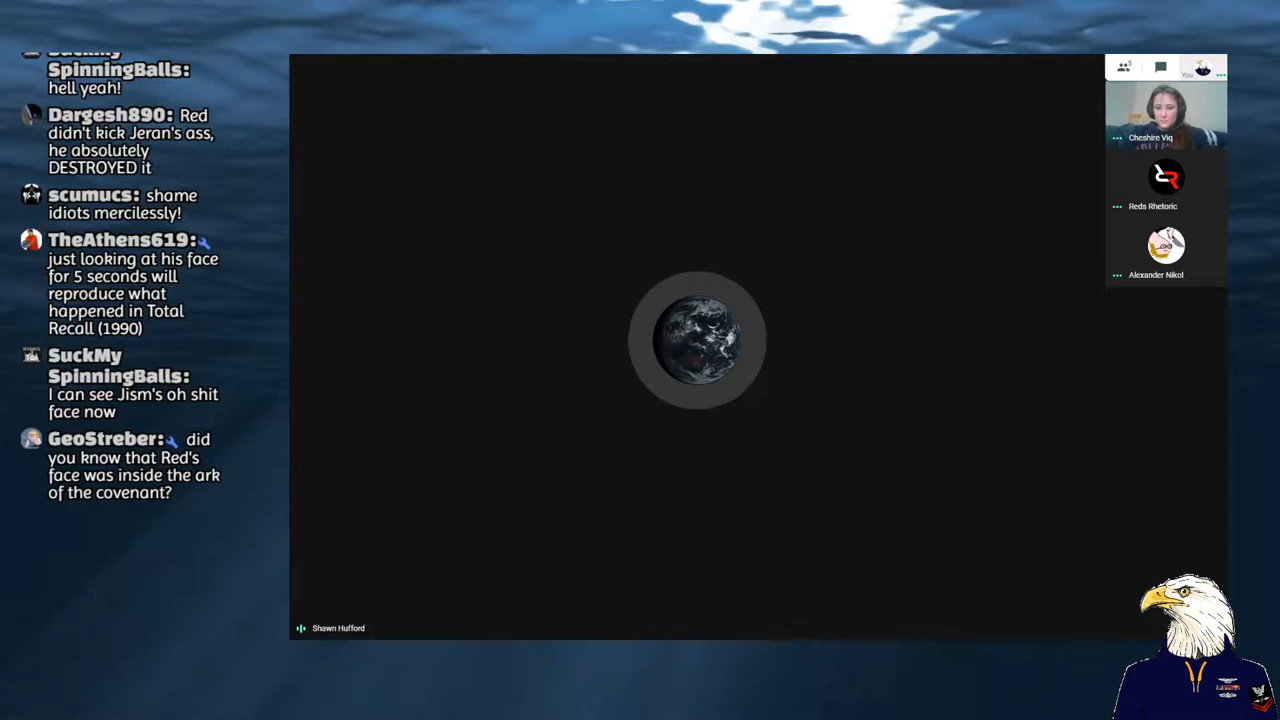 SuckMy
SpinningBalls:
hell yeah!
Dargesh890: Red
didn't kick Jeran's ass,
he absolutely
DESTROYED it
scumucs: shame
idiots mercilessly!
TheAthens619:
just looking at his face
for 5 seconds will
reproduce what
happened in Total
Recall (1990)
SuckMy
SpinningBalls:
I can see Jism's oh shit
face now
GeoStreber: did
you know that Red's
face was inside the ark
of the covenant?
5
You
Cheshire Viq
Reds Rhetoric
Alexander Nikol
Shawn Hufford